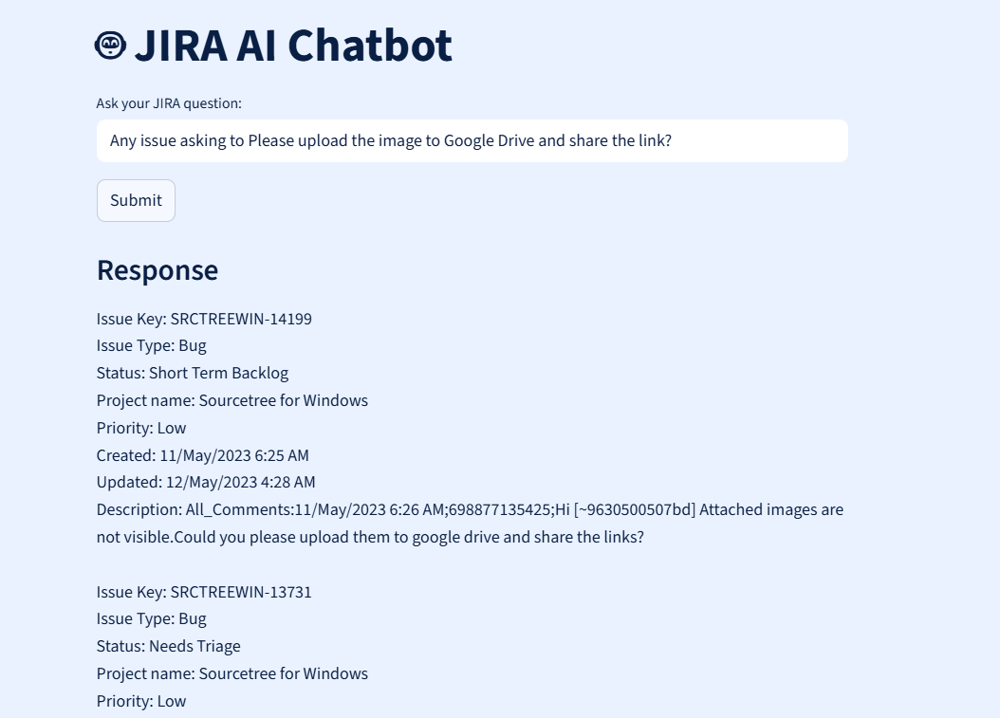 JIRA AI Chatbot
Ask your JIRA question:
Any issue asking to Please upload the image to Google Drive and share the link?
Submit
Response
Issue Key: SRCTREEWIN-14199
Issue Type: Bug
Status: Short Term Backlog
Project name: Sourcetree for Windows
Priority: Low
Created: 11/May/2023 6:25 AM
Updated: 12/May/2023 4:28 AM
Description: All_Comments:11/May/2023 6:26 AM;698877135425;Hi [~9630500507bd] Attached images are
not visible.Could you please upload them to google drive and share the links?
Issue Key: SRCTREEWIN-13731
Issue Type: Bug
Status: Needs Triage
Project name: Sourcetree for Windows
Priority: Low